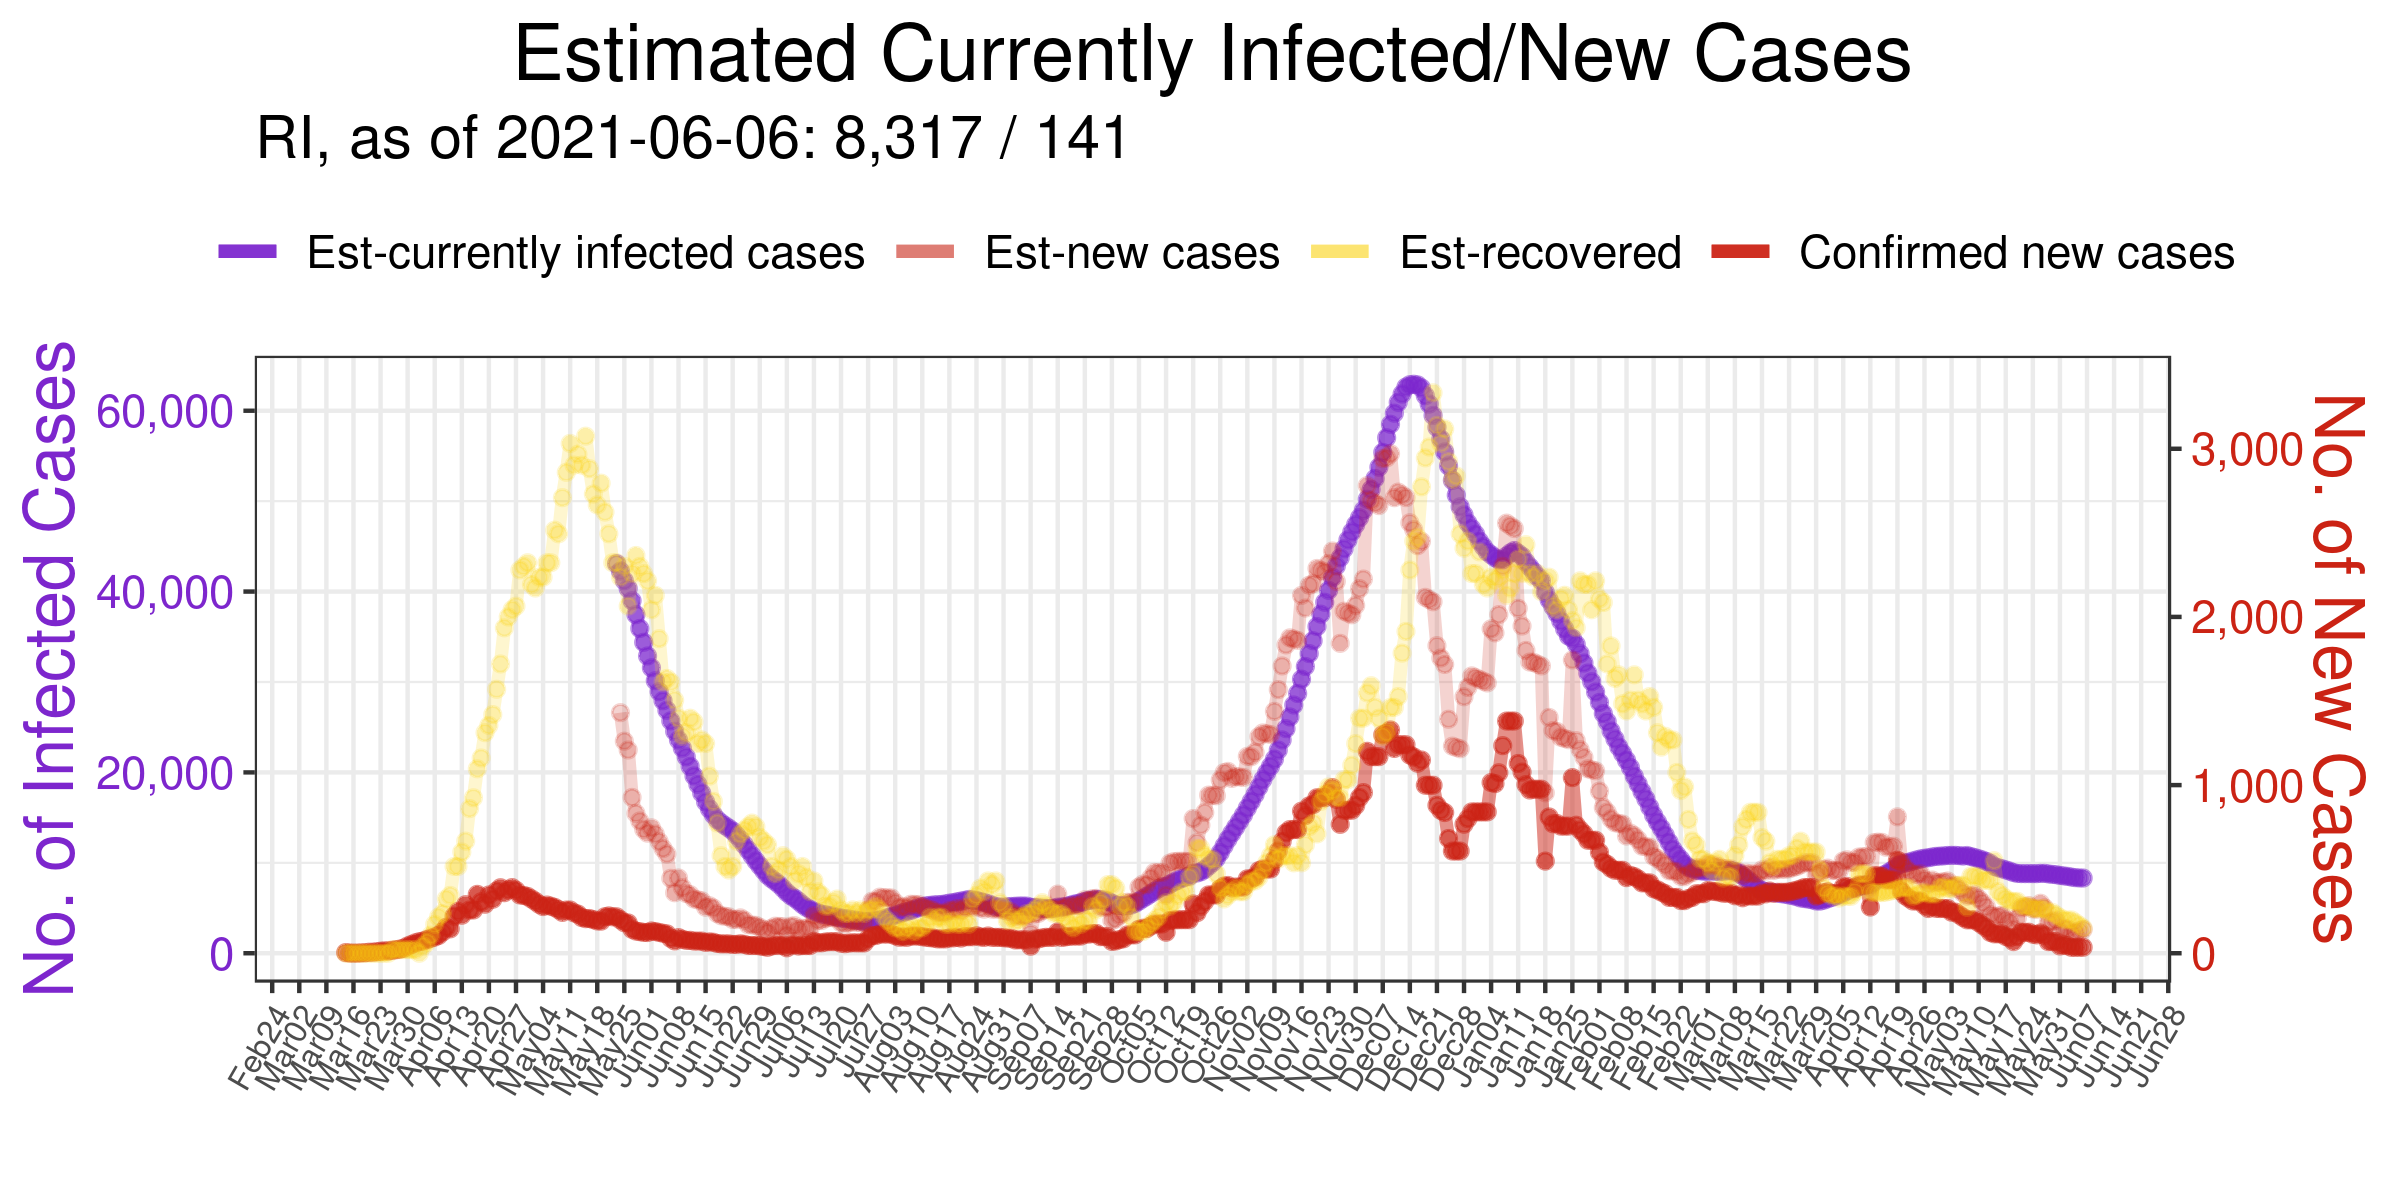 Estimated Currently Infected/New Cases
RI, as of 2021-06-06: 8,317 / 141
Est-currently infected cases Est-new cases Est-recovered Confirmed new cases
No. of Infected Cases
60,000
40,000
20,000
0
3,000
2,000
1,000
0
No. of New Cases
Feb24
Mar02
Mar09
Mar16
Mar23
Mar30
Apr06
Apr13
Apr20
Apr27
May04
May11
May18
May25
Jun01
Jun08
Jun15
Jun22
Jun29
Jul06
Jul13
Jul20
Jul27
Aug03
Aug10
Aug17
Aug24
Aug31
Sep07
Sep14
Sep21
Sep28
Oct05
Oct12
Oct19
Oct26
Nov02
Nov09
Nov16
Nov23
Nov30
Dec07
Dec14
Dec21
Dec28
Jan04
Jan11
Jan18
Jan25
Feb01
Feb08
Feb15
Feb22
Mar01
Mar08
Mar15
Mar22
Mar29
Apr05
Apr12
Apr19
Apr26
May03
May10
May17
May24
May31
Jun07
Jun14
Jun21
Jun28